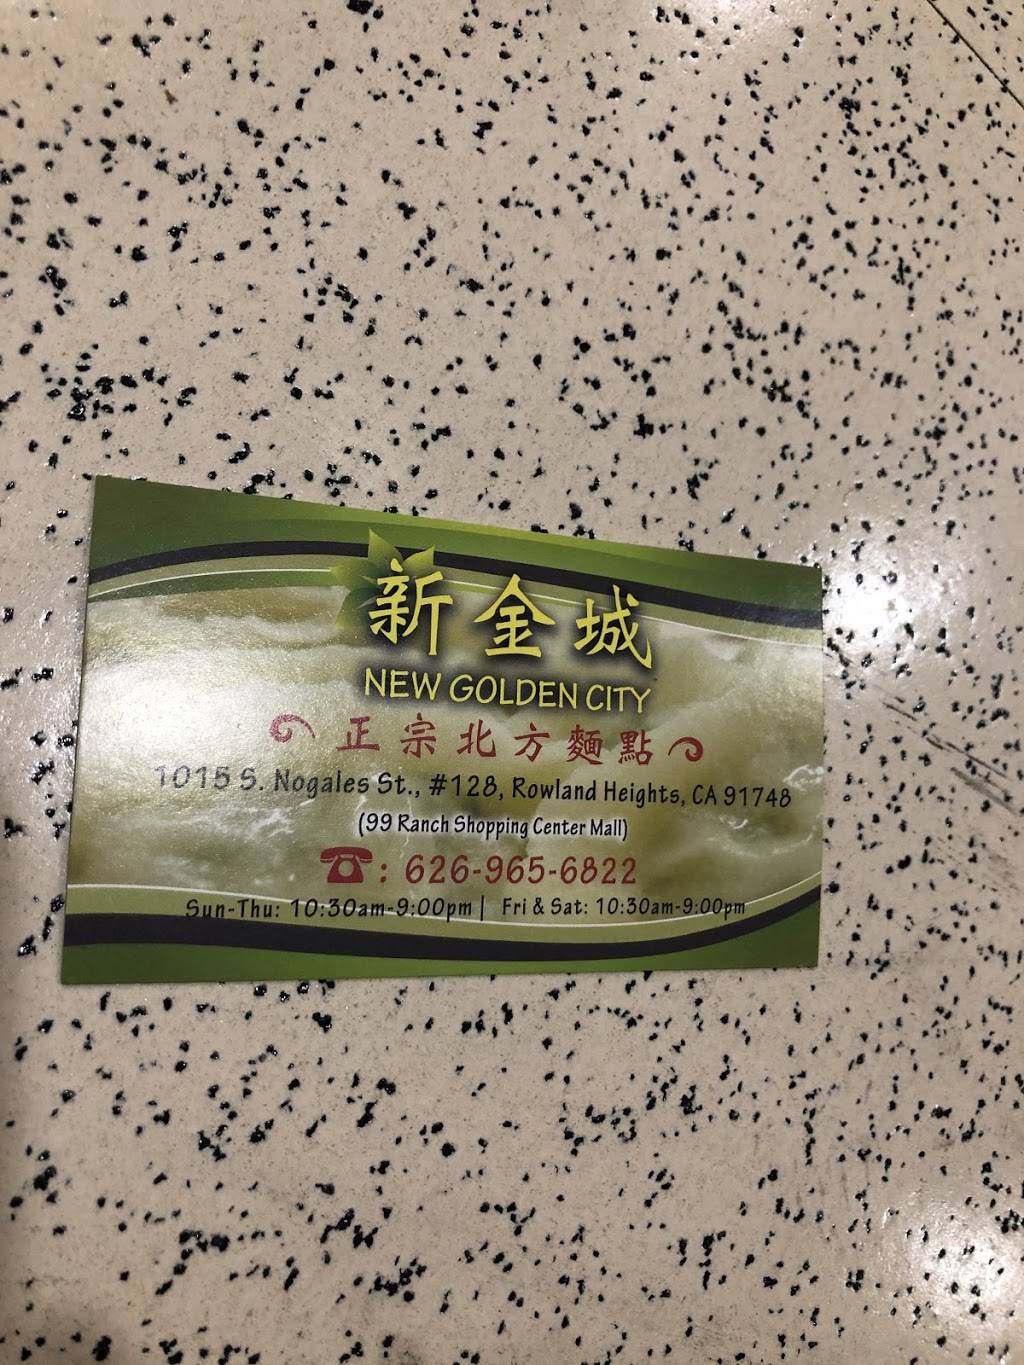 新金城
NEW GOLDEN CITY
正宗北方麵點
1015 S. Nogales St., #128, Rowland Heights, CA 91748
(99 Ranch Shopping Center Mall)
: 626-965-6822
Sun-Thu: 10:30am-9:00pm | Fri & Sat: 10:30am-9:00pm